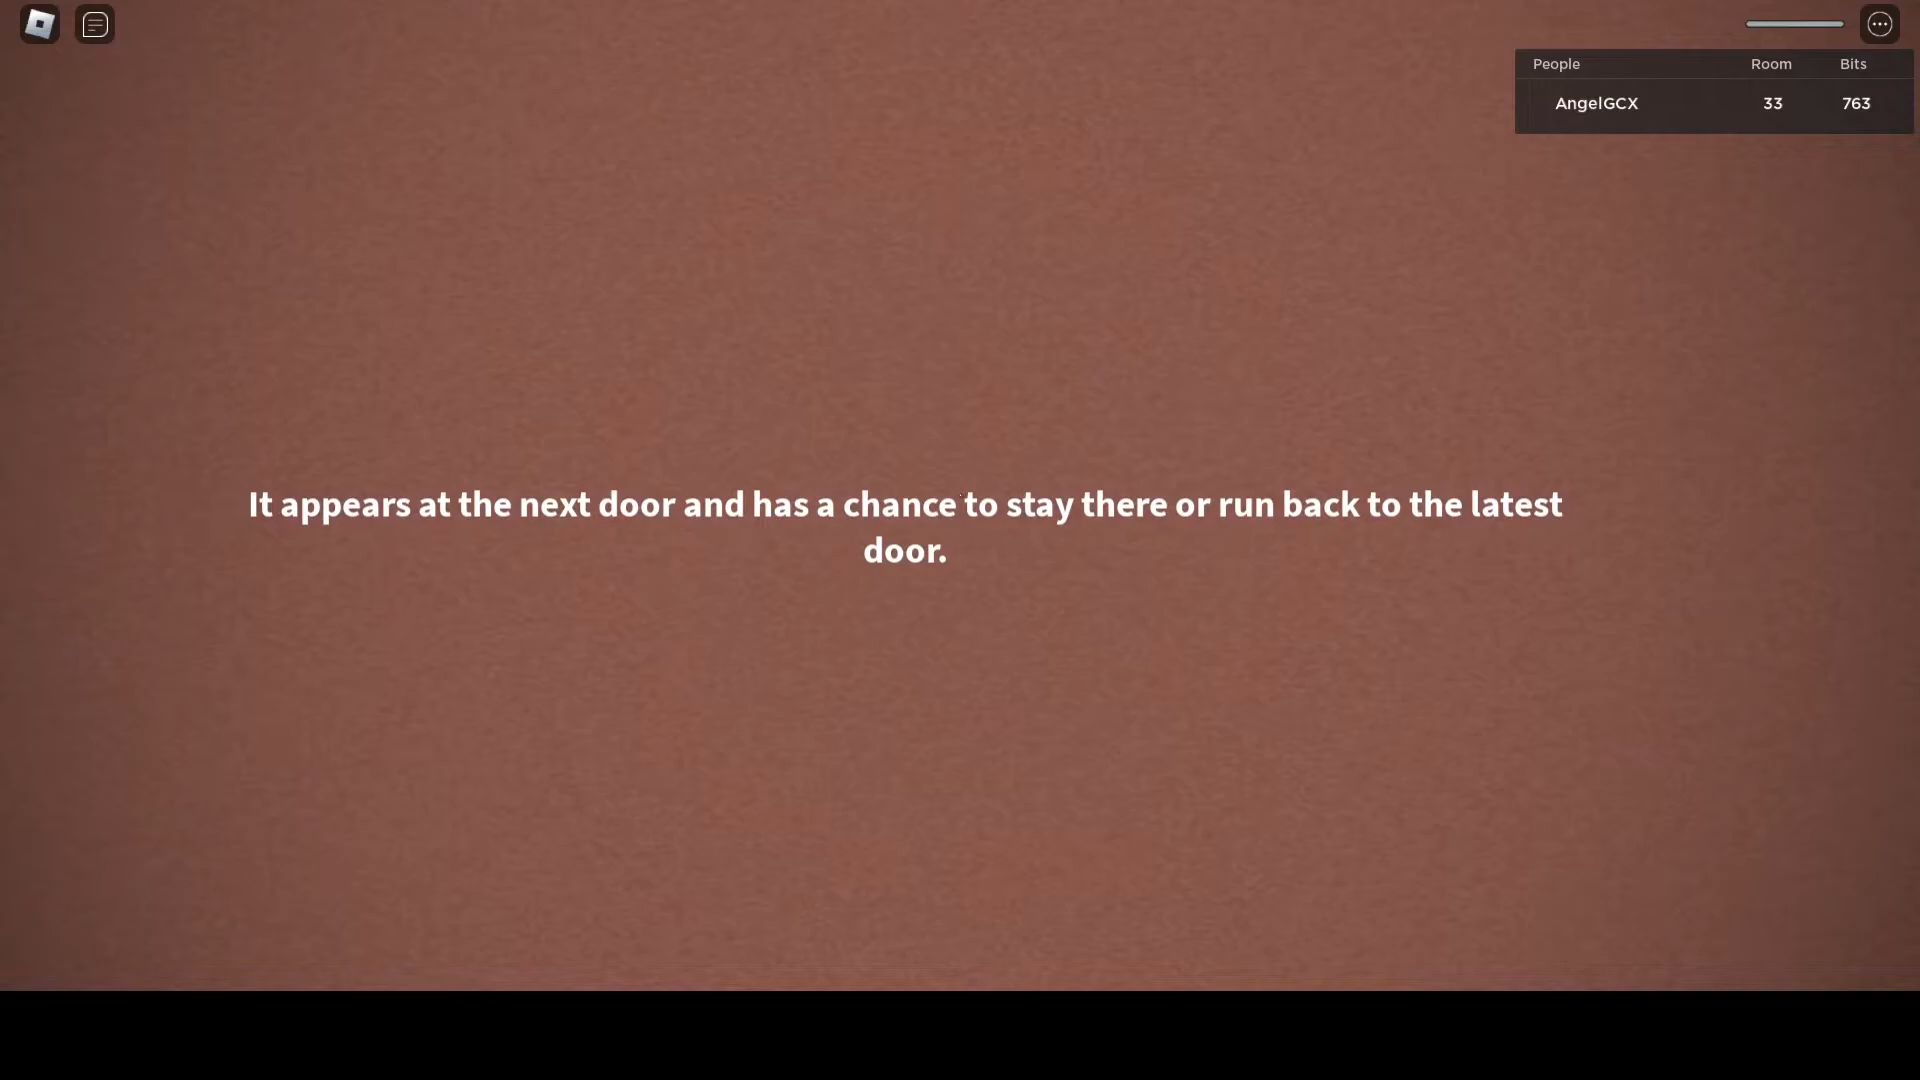 People Room Bits
AngelGCX 33 763
It appears at the next door and has a chance to stay there or run back to the latest
door.